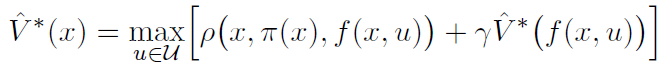 V̂*(x) = max_{u∈𝒰} [ρ(x, π(x), f(x, u)) + γV̂*(f(x, u))]